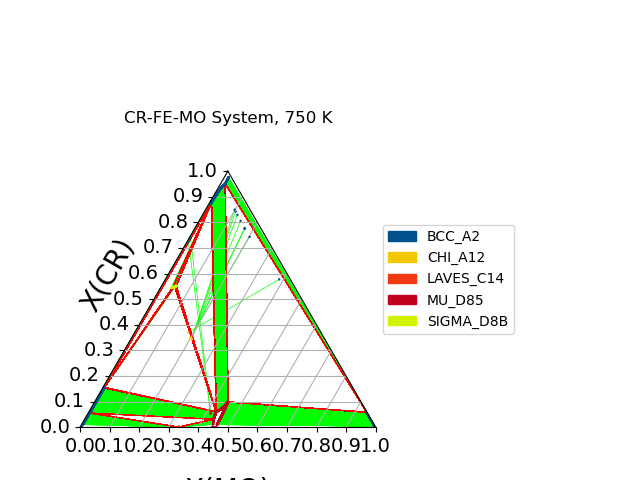 CR-FE-MO System, 750 K
1.0
0.9
0.8
0.7
0.6
0.5
0.4
0.3
0.2
0.1
0.0
X(CR)
0.00.10.20.30.40.50.60.70.80.91.0
X(MO)
BCC_A2
CHI_A12
LAVES_C14
MU_D85
SIGMA_D8B